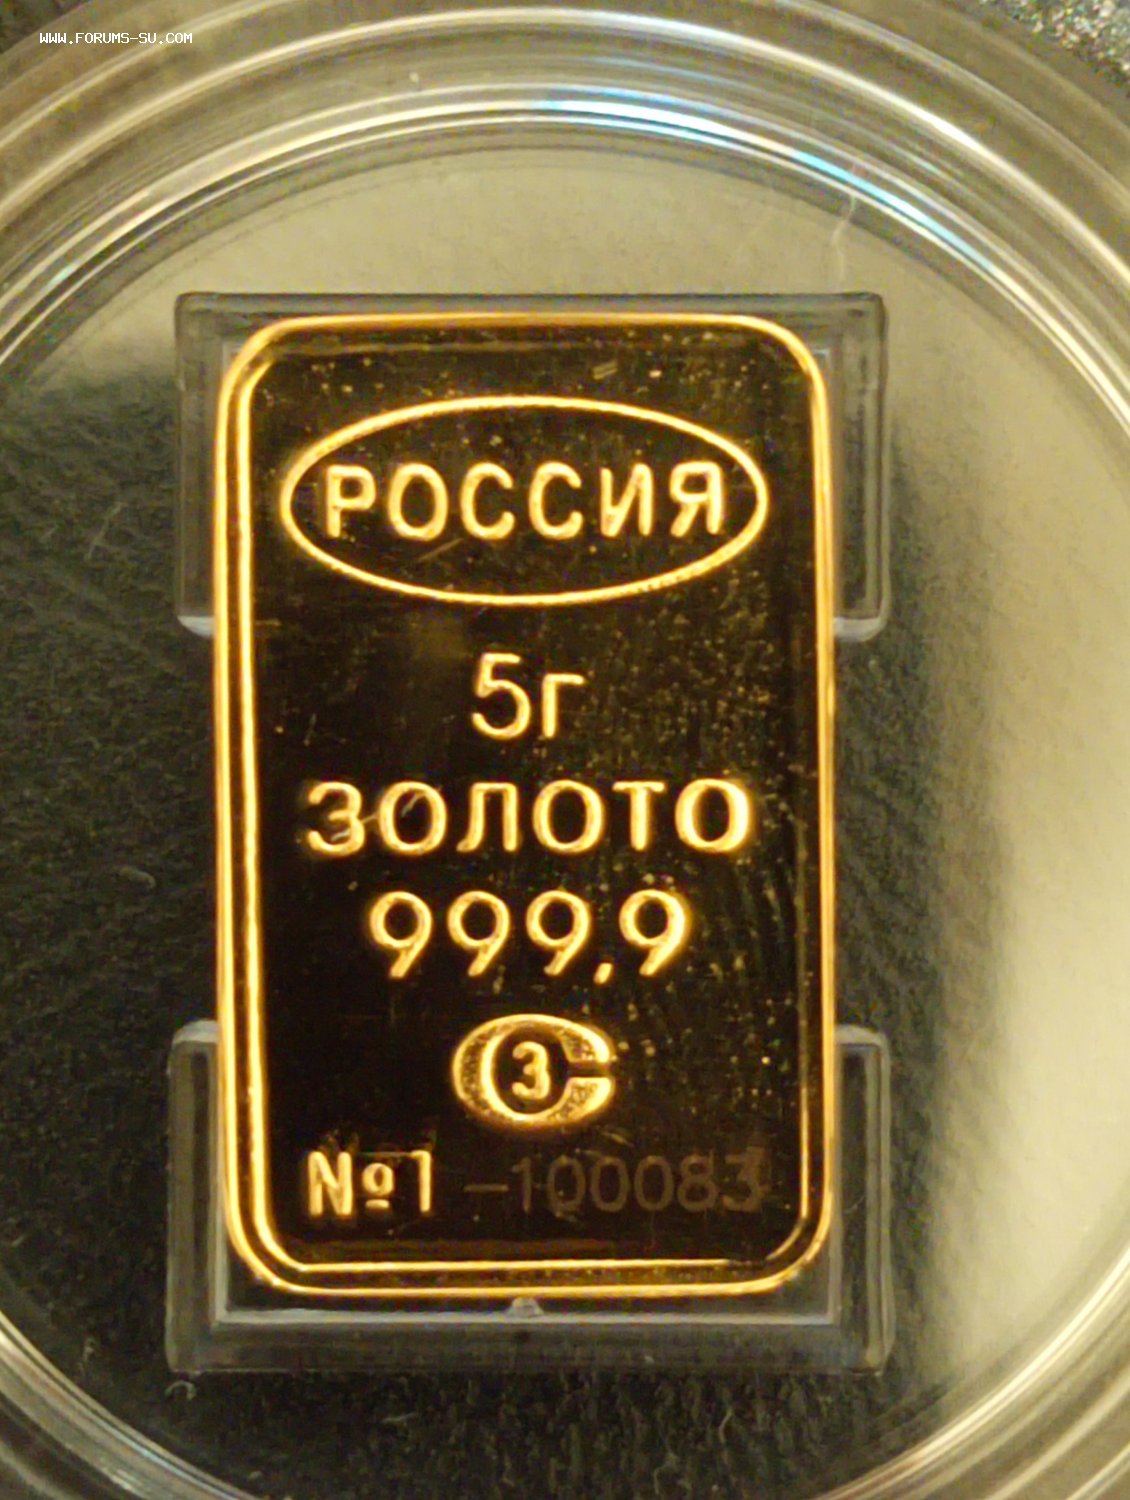 WWW.FORUMS-SU.COM
РОССИЯ
5г
ЗОЛОТО
999,9
З
№1 -100083